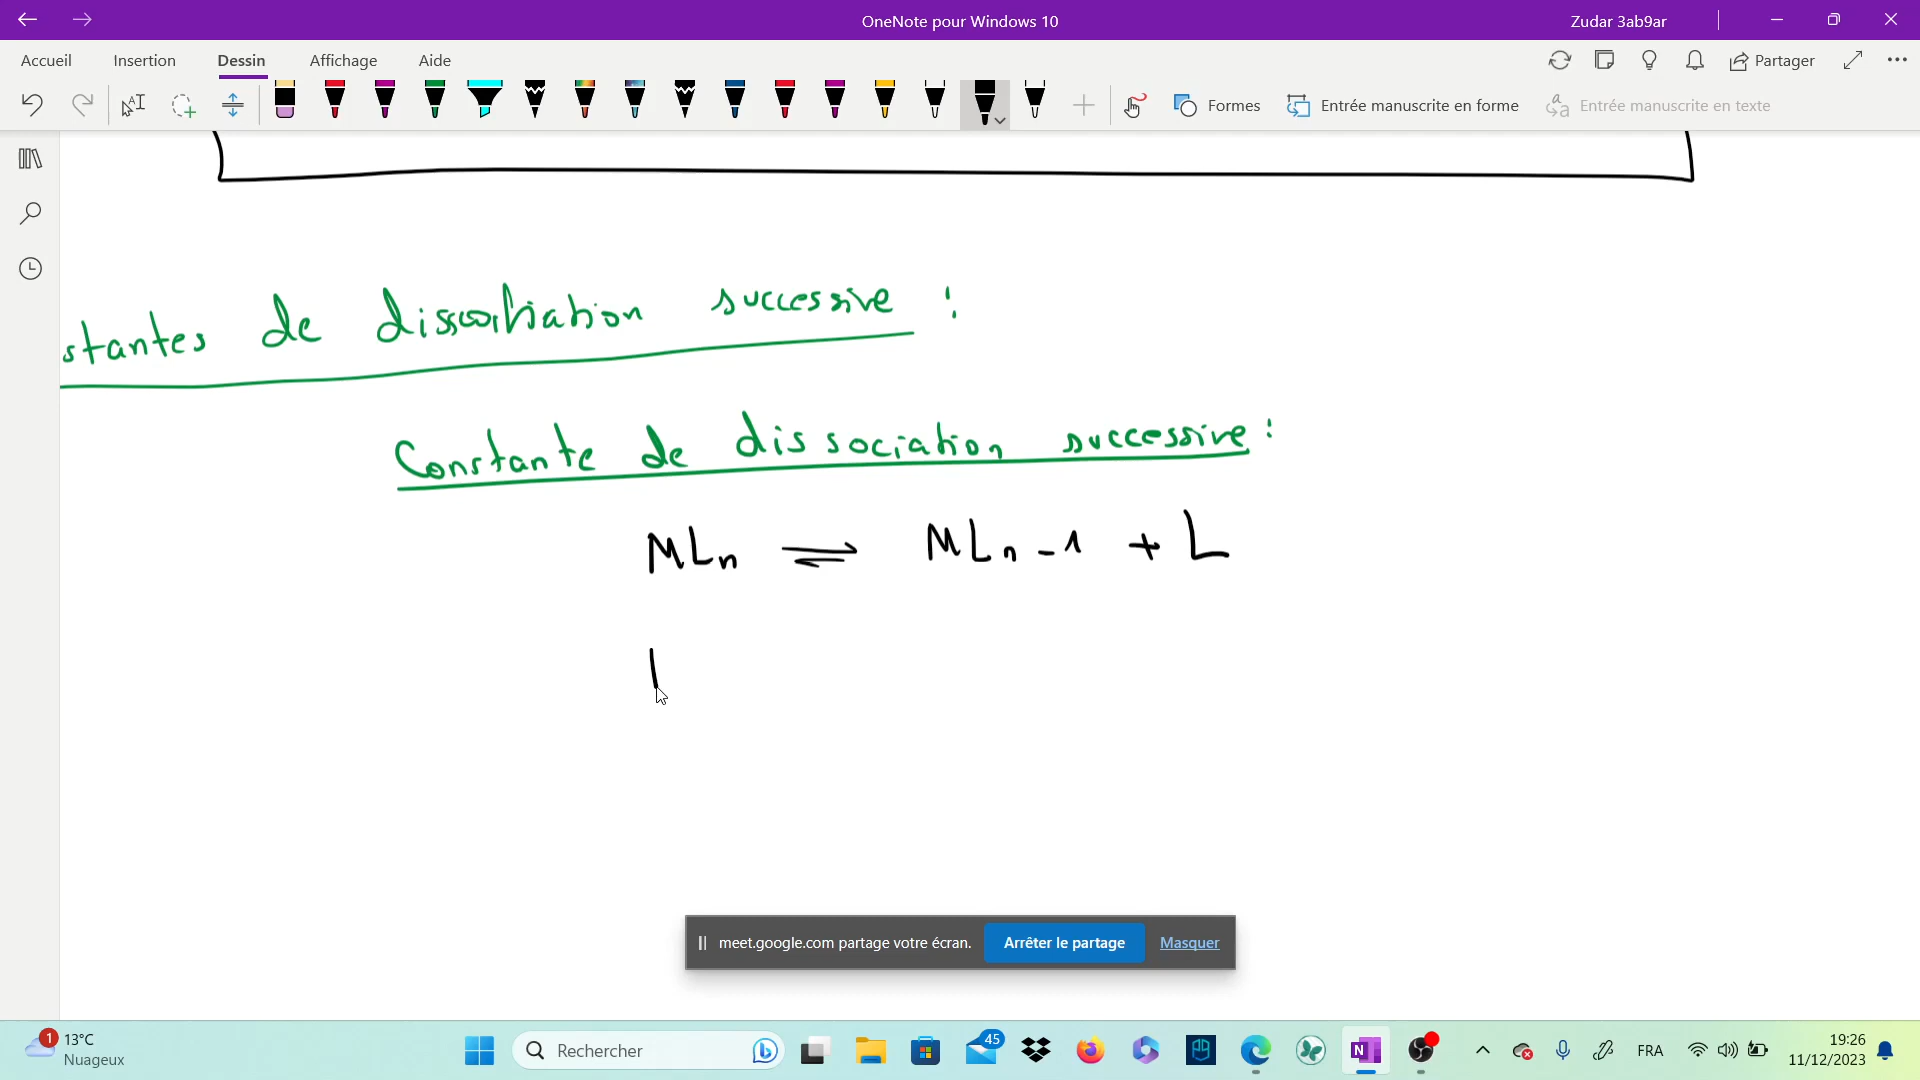 OneNote pour Windows 10
Zudar 3ab9ar
Accueil
Insertion
Dessin
Affichage
Aide
Partager
Formes
Entrée manuscrite en forme
Entrée manuscrite en texte
stantes de dissociation successive :
Constante de dissociation successive :
MLn ⇌ MLn-1 + L
meet.google.com partage votre écran.
Arrêter le partage
Masquer
1
13°C
Nuageux
Rechercher
45
FRA
19:26
11/12/2023